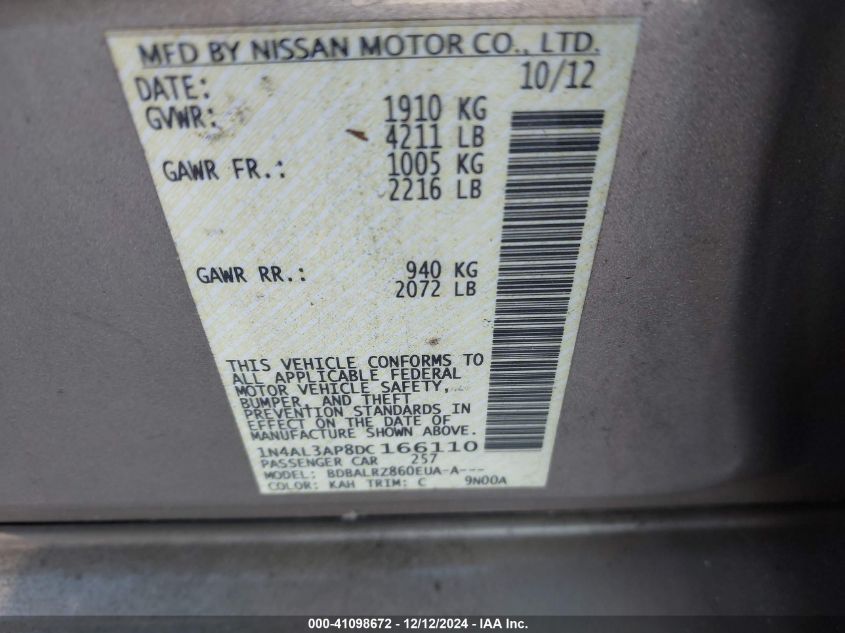 MFD BY NISSAN MOTOR CO., LTD.
DATE: 10/12
GVWR: 1910 KG
4211 LB
GAWR FR.: 1005 KG
2216 LB
GAWR RR.: 940 KG
2072 LB
THIS VEHICLE CONFORMS TO
ALL APPLICABLE FEDERAL
MOTOR VEHICLE SAFETY,
BUMPER, AND THEFT
PREVENTION STANDARDS IN
EFFECT ON THE DATE OF
MANUFACTURE SHOWN ABOVE.
1N4AL3AP8DC166110
PASSENGER CAR 257
MODEL: BDBALRZ860EUA-A---
COLOR: KAH TRIM: C 9N00A
000-41098672 - 12/12/2024 - IAA Inc.